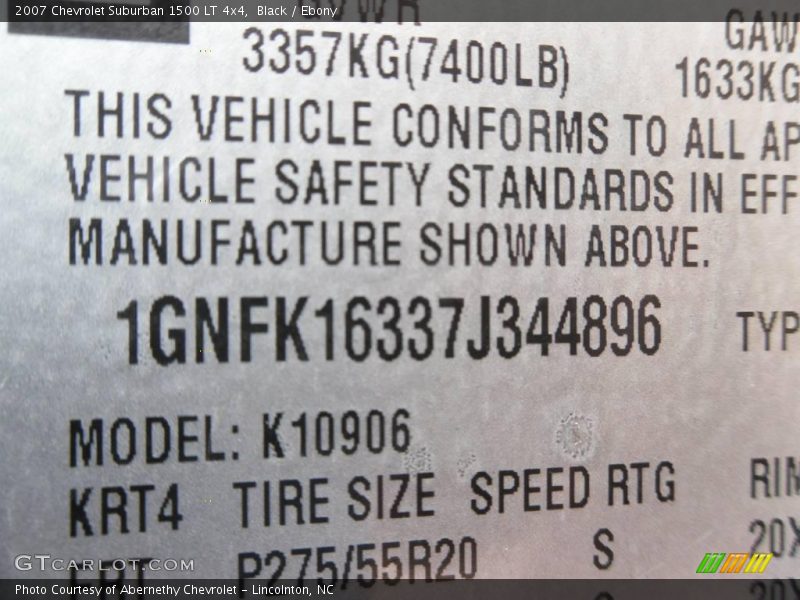 2007 Chevrolet Suburban 1500 LT 4x4, Black / Ebony
GAW
3357KG(7400LB)
1633KG
THIS VEHICLE CONFORMS TO ALL AP
VEHICLE SAFETY STANDARDS IN EFF
MANUFACTURE SHOWN ABOVE.
1GNFK16337J344896
TYP
MODEL: K10906
KRT4 TIRE SIZE SPEED RTG RIM
FRT P275/55R20 S 20X
GTCARLOT.COM
Photo Courtesy of Abernethy Chevrolet – Lincolnton, NC